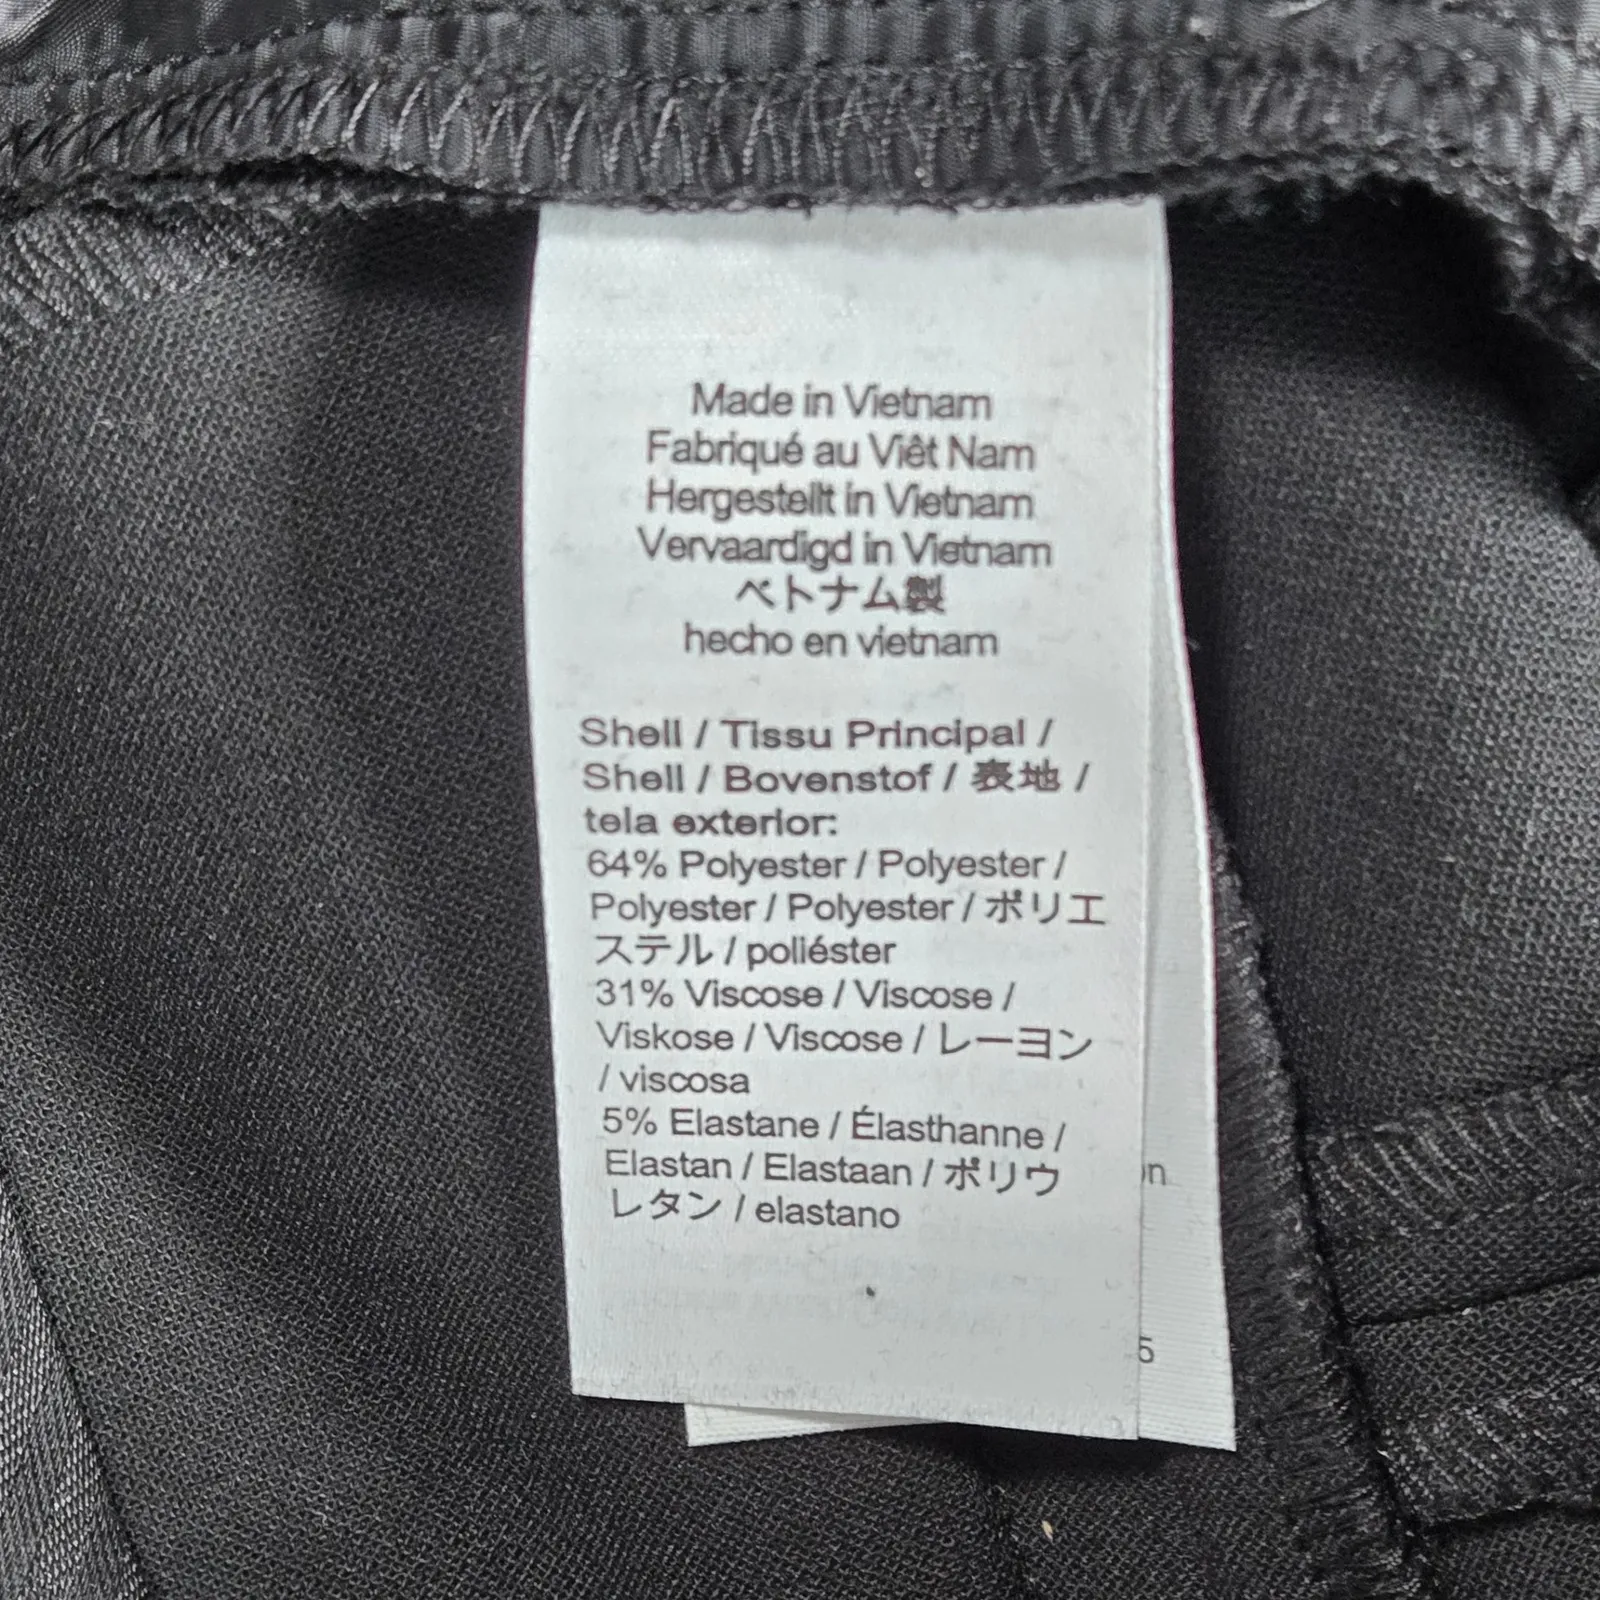 Made in Vietnam
Fabriqué au Viêt Nam
Hergestellt in Vietnam
Vervaardigd in Vietnam
ベトナム製
hecho en vietnam
Shell / Tissu Principal /
Shell / Bovenstof / 表地 /
tela exterior:
64% Polyester / Polyester /
Polyester / Polyester / ポリエ
ステル / poliéster
31% Viscose / Viscose /
Viskose / Viscose / レーヨン
/ viscosa
5% Elastane / Élasthanne /
Elastan / Elastaan / ポリウ
レタン / elastano